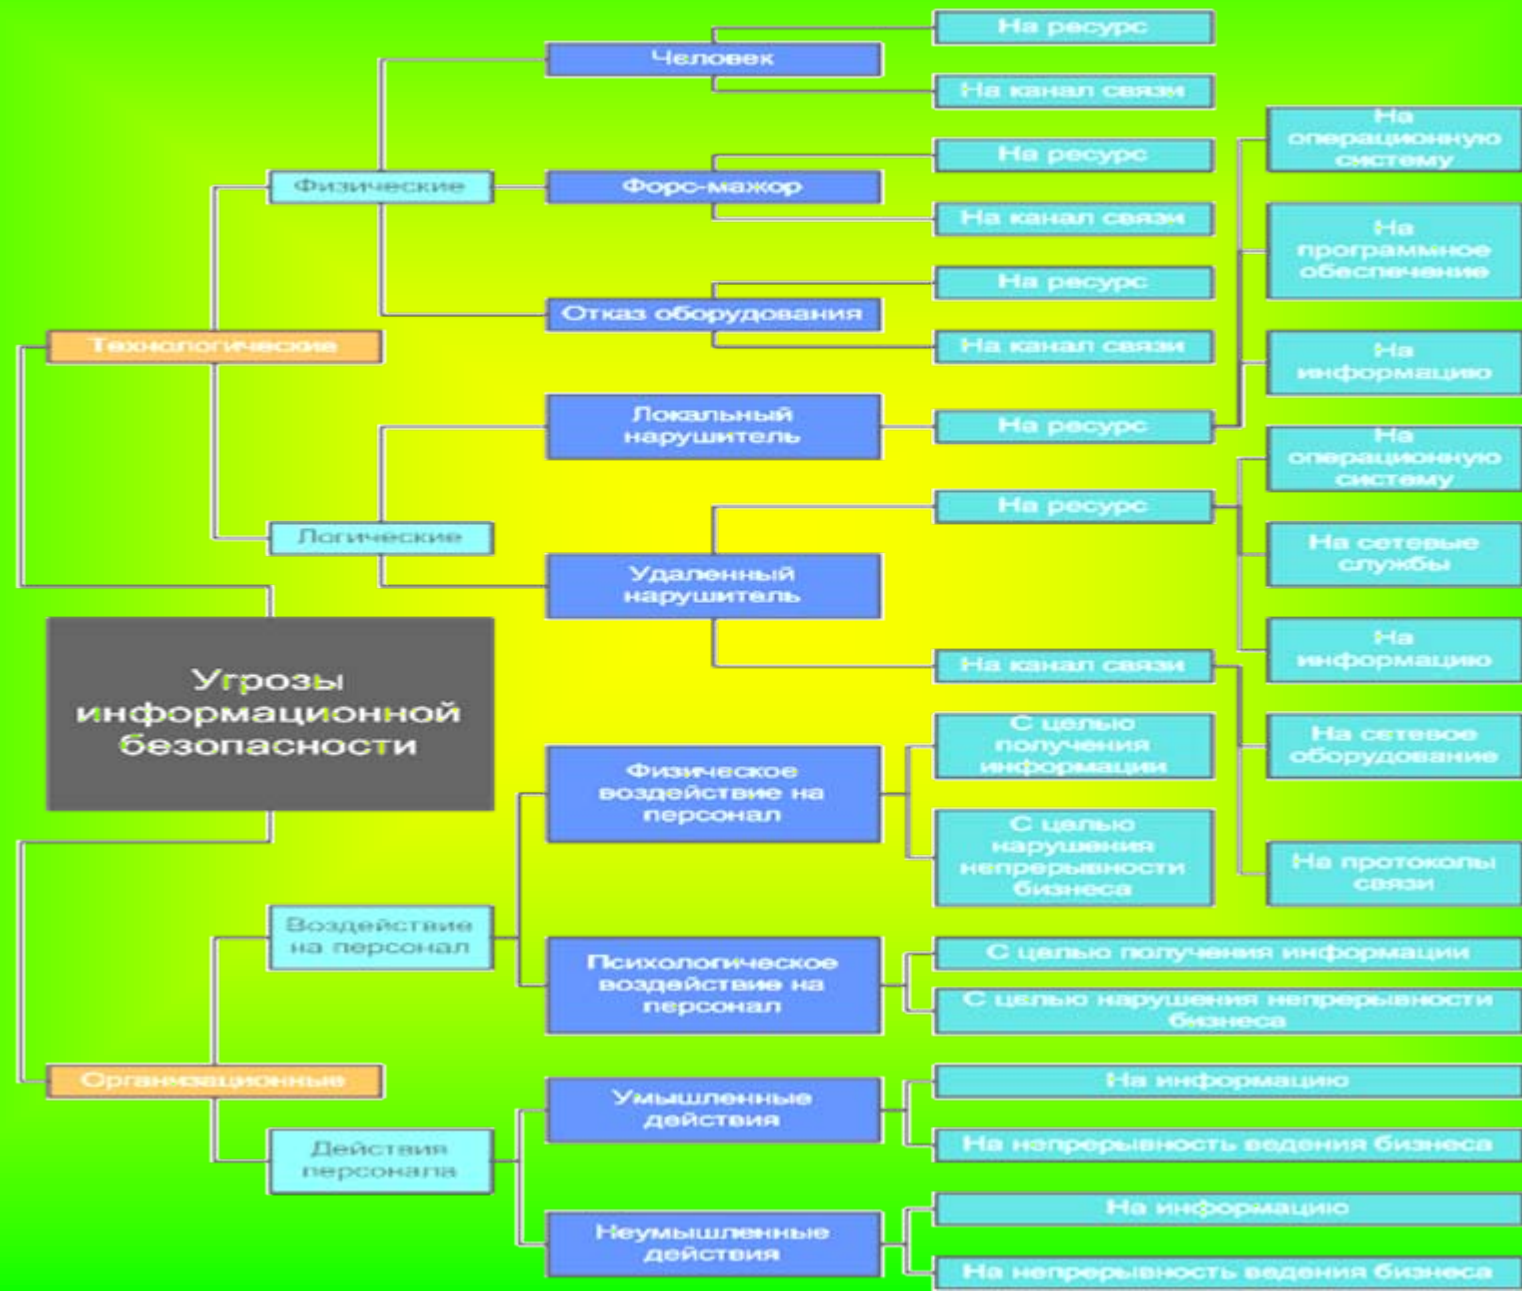 На ресурс
Человек
На канал связи
На
операционную
систему
На ресурс
Физические
Форс-мажор
На канал связи
На
программное
обеспечение
На ресурс
Отказ оборудования
Технологические
На канал связи
На
информацию
Локальный
нарушитель
На ресурс
На
операционную
систему
На ресурс
Логические
На сетевые
службы
Удаленный
нарушитель
На
информацию
На канал связи
Угрозы
информационной
безопасности
С целью
получения
информации
На сетевое
оборудование
Физическое
воздействие на
персонал
С целью
нарушения
непрерывности
бизнеса
На протоколы
связи
Воздействие
на персонал
С целью получения информации
Психологическое
воздействие на
персонал
С целью нарушения непрерывности
бизнеса
Организационные
На информацию
Умышленные
действия
На непрерывность ведения бизнеса
Действия
персонала
На информацию
Неумышленные
действия
На непрерывность ведения бизнеса